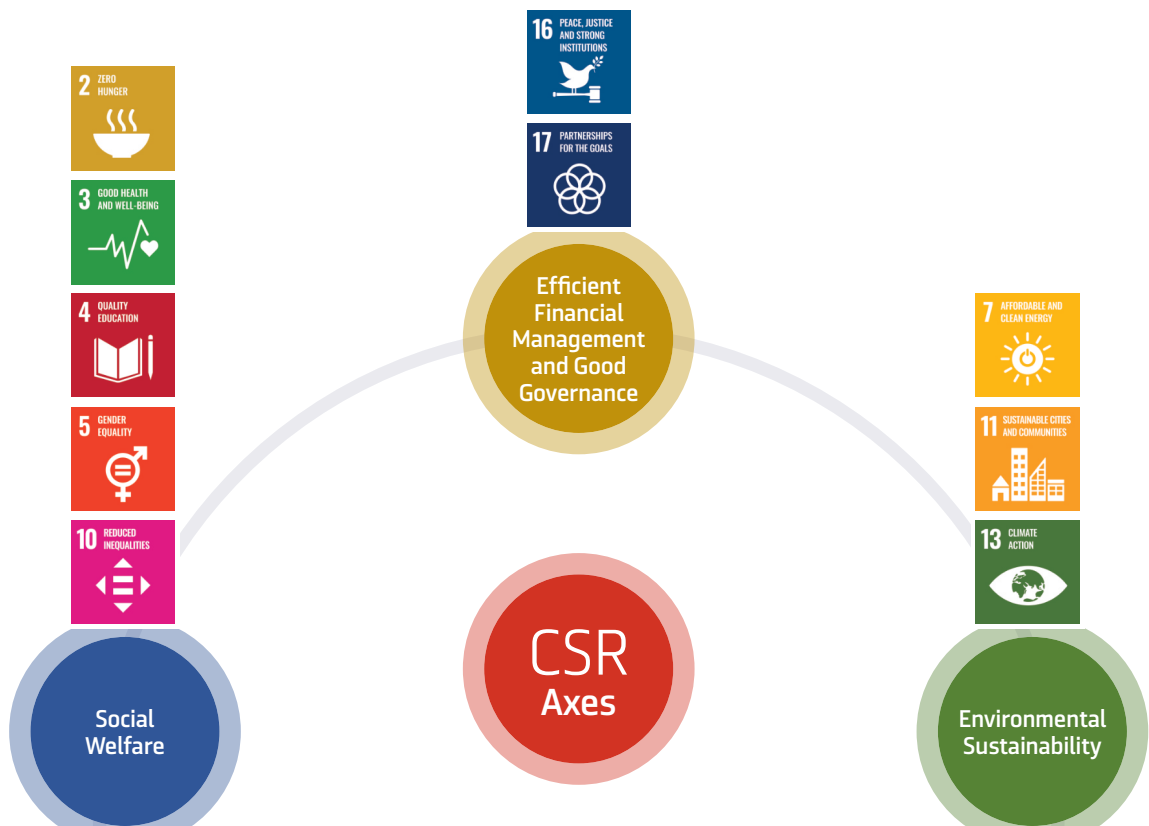 2 ZERO
HUNGER
3 GOOD HEALTH
AND WELL-BEING
4 QUALITY
EDUCATION
5 GENDER
EQUALITY
10 REDUCED
INEQUALITIES
Social
Welfare
16 PEACE, JUSTICE
AND STRONG
INSTITUTIONS
17 PARTNERSHIPS
FOR THE GOALS
Efficient
Financial
Management
and Good
Governance
CSR
Axes
7 AFFORDABLE AND
CLEAN ENERGY
11 SUSTAINABLE CITIES
AND COMMUNITIES
13 CLIMATE
ACTION
Environmental
Sustainability